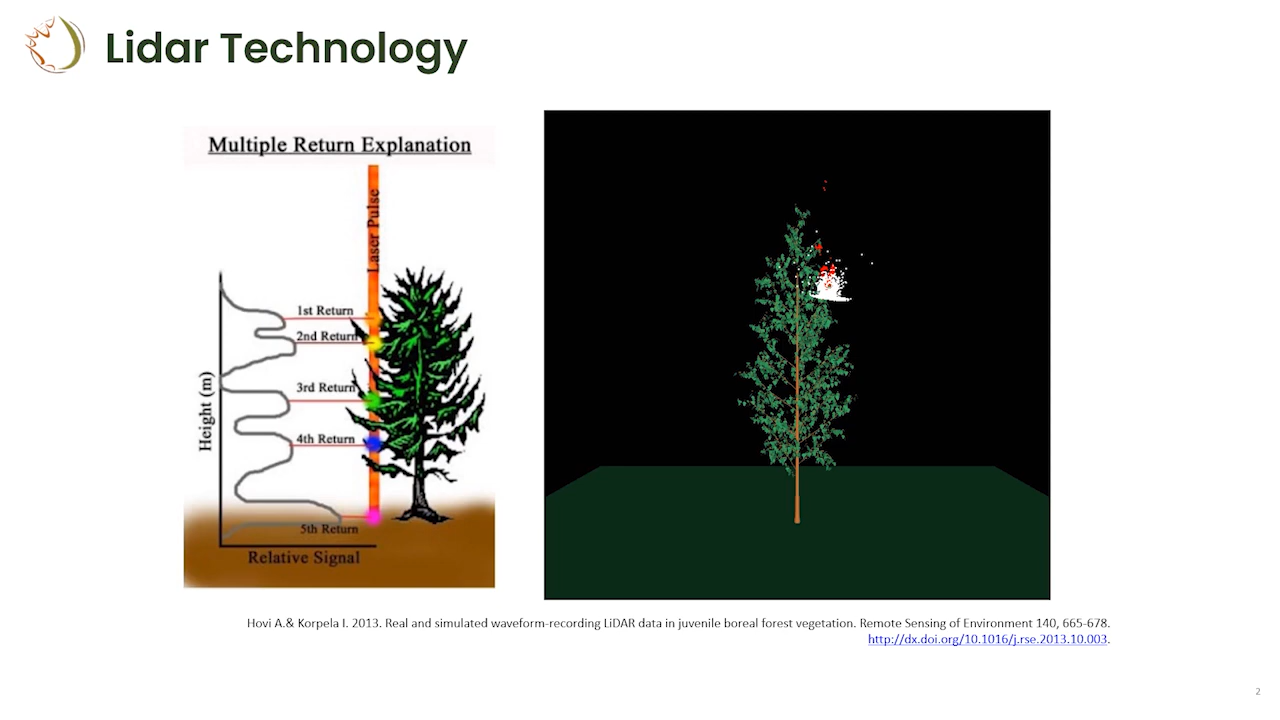 Lidar Technology
Multiple Return Explanation
Laser Pulse
1st Return
2nd Return
3rd Return
4th Return
5th Return
Height (m)
Relative Signal
Hovi A.& Korpela I. 2013. Real and simulated waveform-recording LiDAR data in juvenile boreal forest vegetation. Remote Sensing of Environment 140, 665-678.
http://dx.doi.org/10.1016/j.rse.2013.10.003.
2